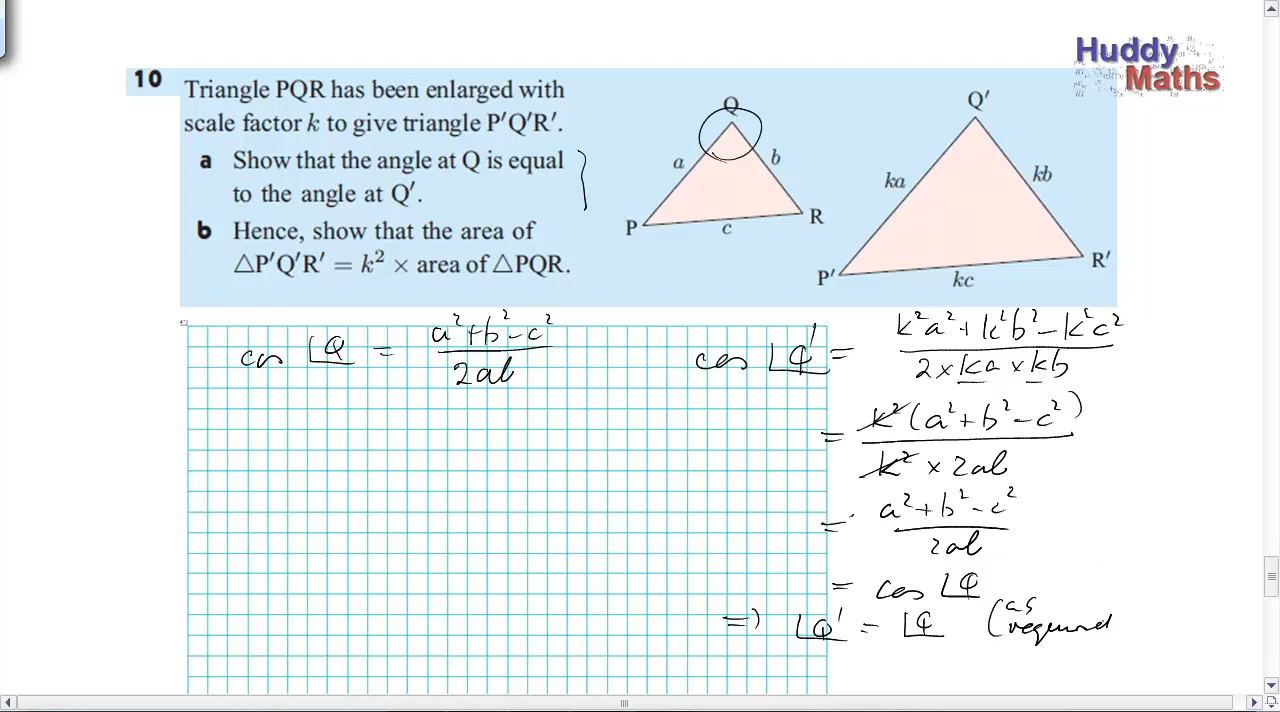 Huddy
Maths
10 Triangle PQR has been enlarged with
scale factor k to give triangle P′Q′R′.
a Show that the angle at Q is equal
to the angle at Q′.
b Hence, show that the area of
△P′Q′R′ = k² × area of △PQR.
Q
a
b
P
R
c
Q′
ka
kb
P′
R′
kc
cos ∠Q = (a² + b² − c²) / 2ab
cos ∠Q′ = (k²a² + k²b² − k²c²) / (2 × ka × kb)
= k²(a² + b² − c²) / (k² × 2ab)
= (a² + b² − c²) / 2ab
= cos ∠Q
⇒ ∠Q′ = ∠Q (as
required